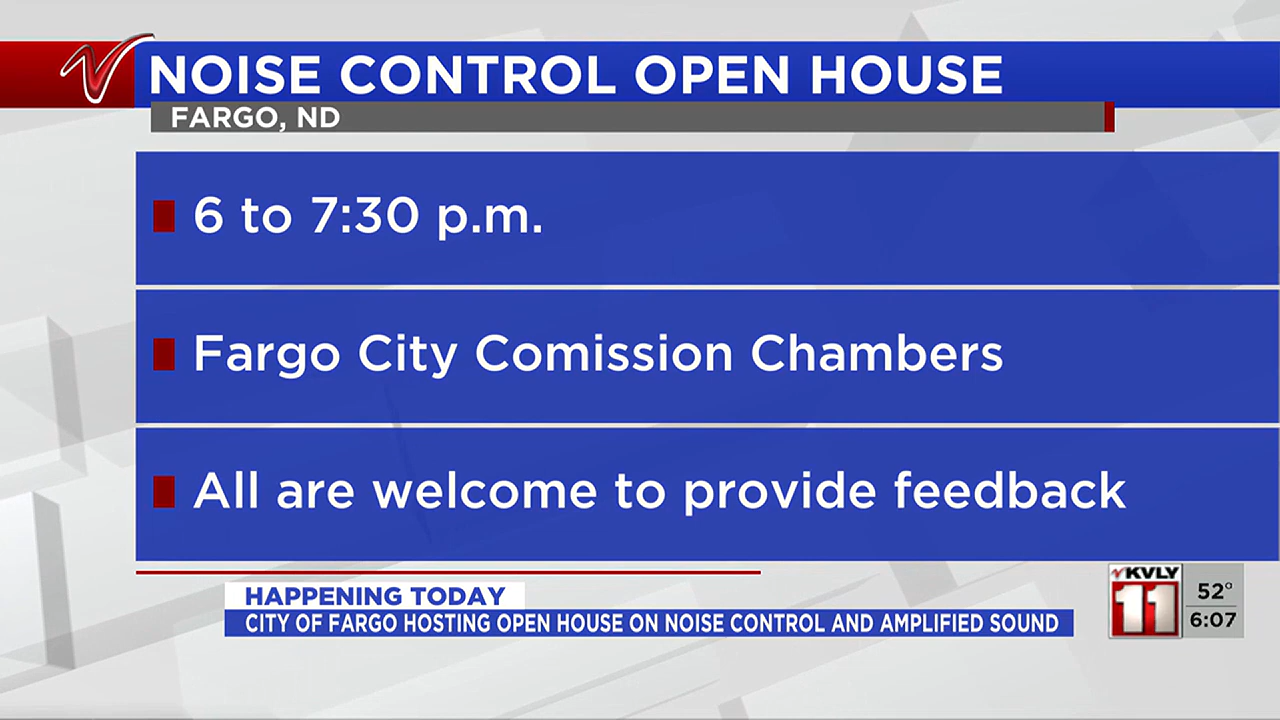 NOISE CONTROL OPEN HOUSE
FARGO, ND
6 to 7:30 p.m.
Fargo City Comission Chambers
All are welcome to provide feedback
HAPPENING TODAY
CITY OF FARGO HOSTING OPEN HOUSE ON NOISE CONTROL AND AMPLIFIED SOUND
KVLY
11
52°
6:07